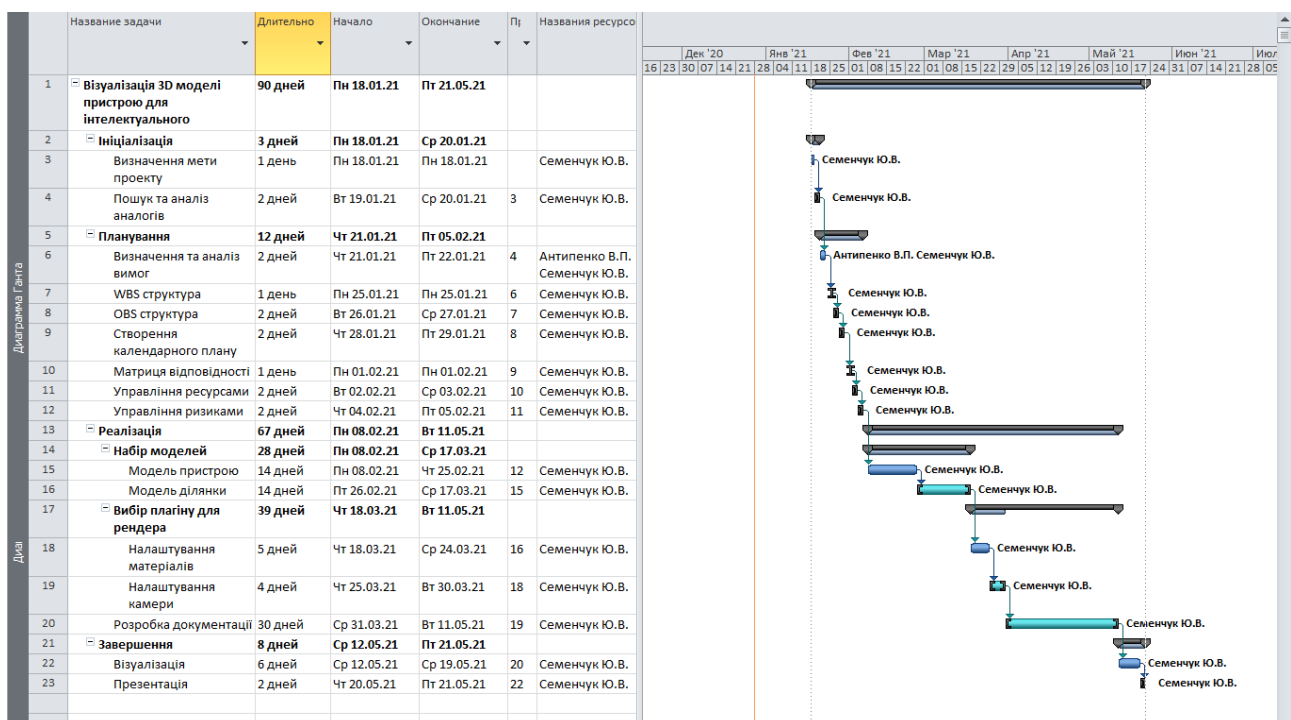 Название задачи Длительно Начало Окончание Пр Названия ресурсо
Дек '20 Янв '21 Фев '21 Мар '21 Апр '21 Май '21 Июн '21 Июл
16 23 30 07 14 21 28 04 11 18 25 01 08 15 22 01 08 15 22 29 05 12 19 26 03 10 17 24 31 07 14 21 28 05
1 Візуалізація 3D моделі 90 дней Пн 18.01.21 Пт 21.05.21
пристрою для
інтелектуального
2 Ініціалізація 3 дней Пн 18.01.21 Ср 20.01.21
3 Визначення мети 1 день Пн 18.01.21 Пн 18.01.21 Семенчук Ю.В. Семенчук Ю.В.
проекту
4 Пошук та аналіз 2 дней Вт 19.01.21 Ср 20.01.21 3 Семенчук Ю.В. Семенчук Ю.В.
аналогів
5 Планування 12 дней Чт 21.01.21 Пт 05.02.21
6 Визначення та аналіз 2 дней Чт 21.01.21 Пт 22.01.21 4 Антипенко В.П. Антипенко В.П. Семенчук Ю.В.
вимог Семенчук Ю.В.
7 WBS структура 1 день Пн 25.01.21 Пн 25.01.21 6 Семенчук Ю.В. Семенчук Ю.В.
8 OBS структура 2 дней Вт 26.01.21 Ср 27.01.21 7 Семенчук Ю.В. Семенчук Ю.В.
9 Створення 2 дней Чт 28.01.21 Пт 29.01.21 8 Семенчук Ю.В. Семенчук Ю.В.
календарного плану
10 Матриця відповідності 1 день Пн 01.02.21 Пн 01.02.21 9 Семенчук Ю.В. Семенчук Ю.В.
11 Управління ресурсами 2 дней Вт 02.02.21 Ср 03.02.21 10 Семенчук Ю.В. Семенчук Ю.В.
12 Управління ризиками 2 дней Чт 04.02.21 Пт 05.02.21 11 Семенчук Ю.В. Семенчук Ю.В.
13 Реалізація 67 дней Пн 08.02.21 Вт 11.05.21
14 Набір моделей 28 дней Пн 08.02.21 Ср 17.03.21
15 Модель пристрою 14 дней Пн 08.02.21 Чт 25.02.21 12 Семенчук Ю.В. Семенчук Ю.В.
16 Модель ділянки 14 дней Пт 26.02.21 Ср 17.03.21 15 Семенчук Ю.В. Семенчук Ю.В.
17 Вибір плагіну для 39 дней Чт 18.03.21 Вт 11.05.21
рендера
18 Налаштування 5 дней Чт 18.03.21 Ср 24.03.21 16 Семенчук Ю.В. Семенчук Ю.В.
матеріалів
19 Налаштування 4 дней Чт 25.03.21 Вт 30.03.21 18 Семенчук Ю.В. Семенчук Ю.В.
камери
20 Розробка документації 30 дней Ср 31.03.21 Вт 11.05.21 19 Семенчук Ю.В. Семенчук Ю.В.
21 Завершення 8 дней Ср 12.05.21 Пт 21.05.21
22 Візуалізація 6 дней Ср 12.05.21 Ср 19.05.21 20 Семенчук Ю.В. Семенчук Ю.В.
23 Презентація 2 дней Чт 20.05.21 Пт 21.05.21 22 Семенчук Ю.В. Семенчук Ю.В.
Диаграмма Ганта
Диаг